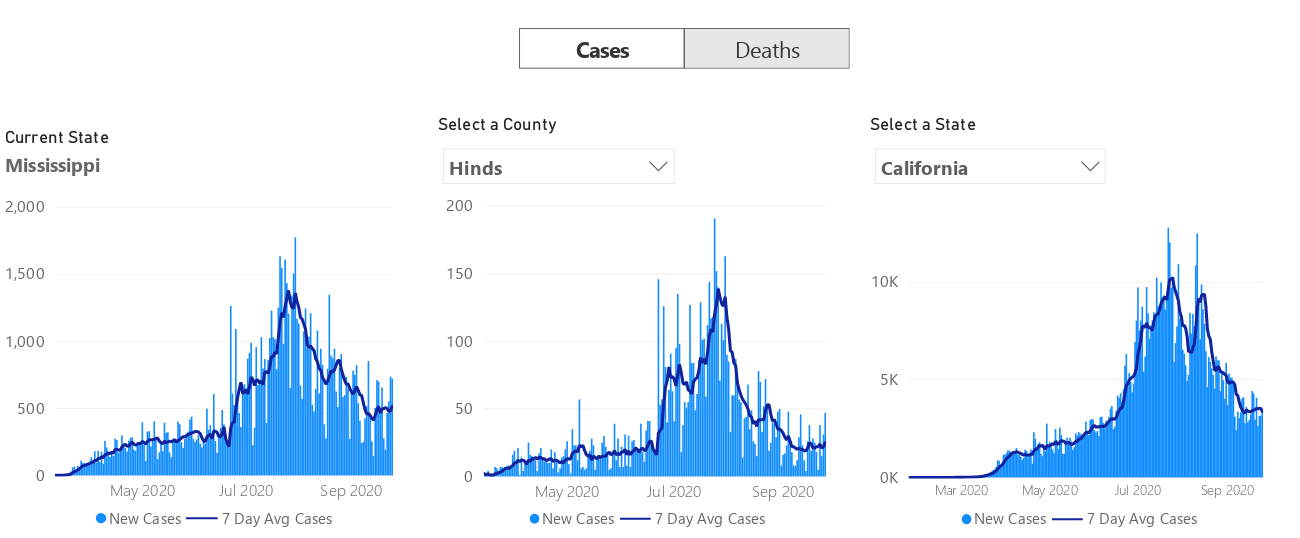 Cases Deaths
Current State
Mississippi
2,000
1,500
1,000
500
0
May 2020 Jul 2020 Sep 2020
New Cases 7 Day Avg Cases
Select a County
Hinds
200
150
100
50
0
May 2020 Jul 2020 Sep 2020
New Cases 7 Day Avg Cases
Select a State
California
10K
5K
0K
Mar 2020 May 2020 Jul 2020 Sep 2020
New Cases 7 Day Avg Cases